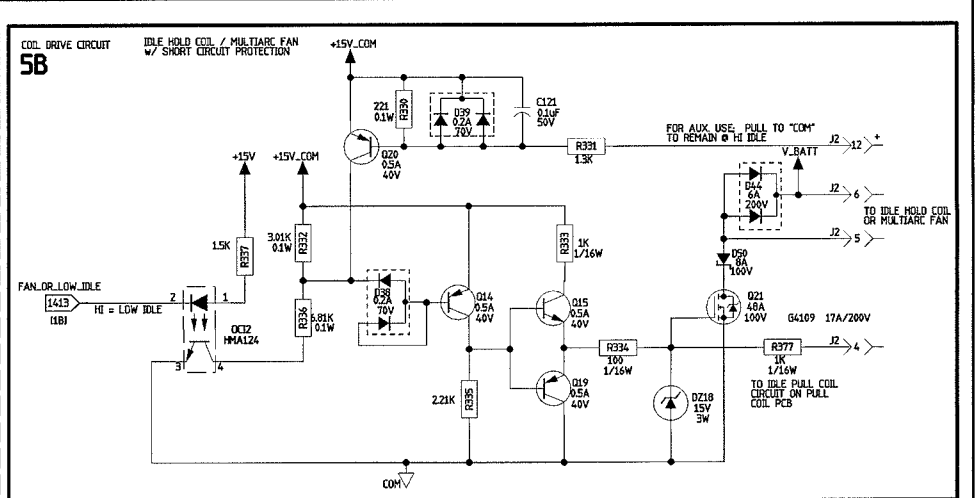 COIL DRIVE CIRCUIT
5B
IDLE HOLD COIL / MULTIARC FAN
W/ SHORT CIRCUIT PROTECTION
+15V_COM
221
0.1W
R330
D39
0.2A
70V
C121
0.1uF
50V
Q20
0.5A
40V
R331
1.3K
FOR AUX. USE; PULL TO "COM"
TO REMAIN @ HI IDLE
J2
12
+
V_BATT
+15V
+15V_COM
D44
6A
200V
J2
6
TO IDLE HOLD COIL
OR MULTIARC FAN
J2
5
1.5K
R337
3.01K
0.1W
R332
R333
1K
1/16W
D50
8A
100V
FAN_OR_LOW_IDLE
1413
(1B)
HI = LOW IDLE
2
1
OCI2
HMA124
3
4
R336
6.81K
0.1W
D38
0.2A
70V
Q14
0.5A
40V
Q15
0.5A
40V
Q21
48A
100V
G4109 17A/200V
R334
100
1/16W
R377
1K
1/16W
J2
4
TO IDLE PULL COIL
CIRCUIT ON PULL
COIL PCB
2.21K
R335
Q19
0.5A
40V
DZ18
15V
3W
COM